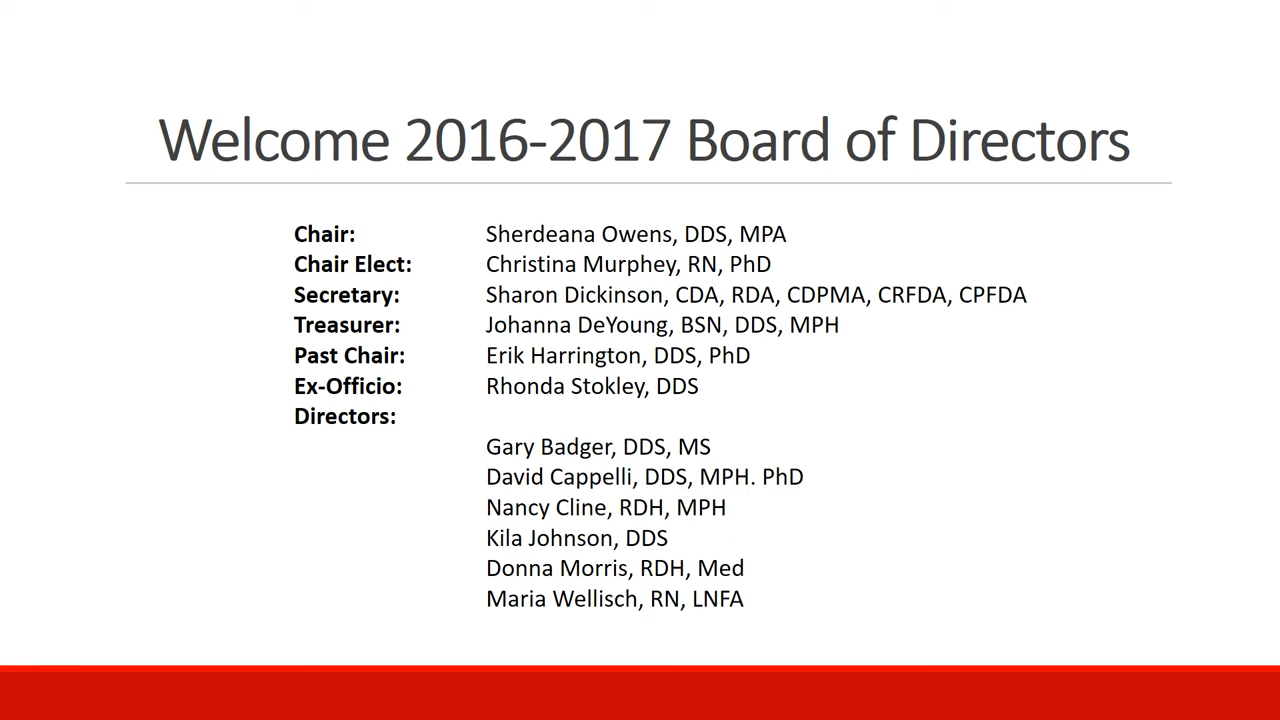 Welcome 2016-2017 Board of Directors
Chair: Sherdeana Owens, DDS, MPA
Chair Elect: Christina Murphey, RN, PhD
Secretary: Sharon Dickinson, CDA, RDA, CDPMA, CRFDA, CPFDA
Treasurer: Johanna DeYoung, BSN, DDS, MPH
Past Chair: Erik Harrington, DDS, PhD
Ex-Officio: Rhonda Stokley, DDS
Directors:
Gary Badger, DDS, MS
David Cappelli, DDS, MPH. PhD
Nancy Cline, RDH, MPH
Kila Johnson, DDS
Donna Morris, RDH, Med
Maria Wellisch, RN, LNFA